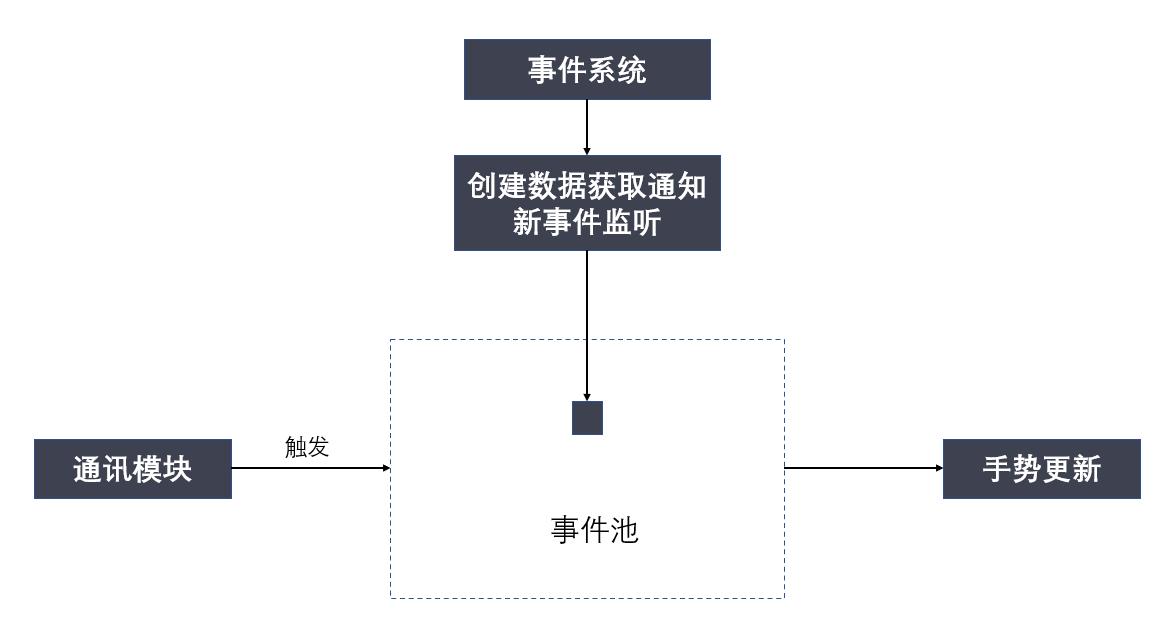 事件系统
创建数据获取通知
新事件监听
触发
通讯模块
手势更新
事件池